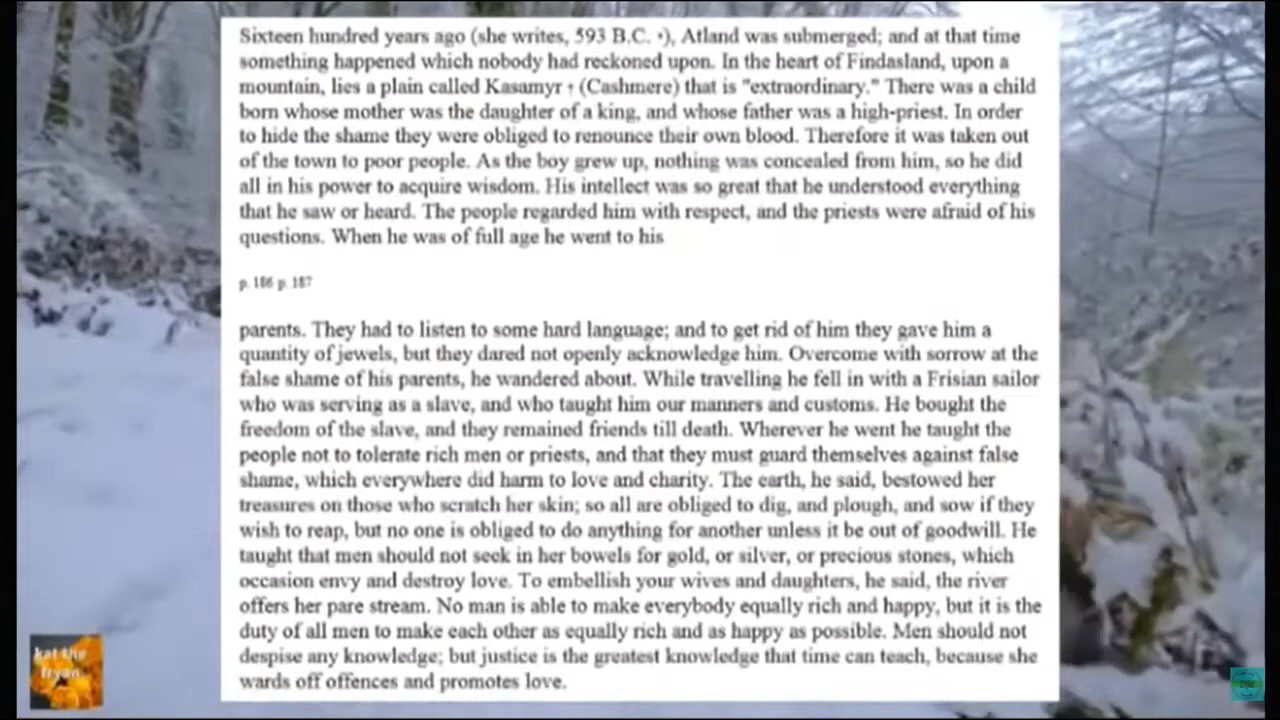 Sixteen hundred years ago (she writes, 593 B.C. *), Atland was submerged; and at that time
something happened which nobody had reckoned upon. In the heart of Findasland, upon a
mountain, lies a plain called Kasamyr † (Cashmere) that is "extraordinary." There was a child
born whose mother was the daughter of a king, and whose father was a high-priest. In order
to hide the shame they were obliged to renounce their own blood. Therefore it was taken out
of the town to poor people. As the boy grew up, nothing was concealed from him, so he did
all in his power to acquire wisdom. His intellect was so great that he understood everything
that he saw or heard. The people regarded him with respect, and the priests were afraid of his
questions. When he was of full age he went to his
p. 186 p. 187
parents. They had to listen to some hard language; and to get rid of him they gave him a
quantity of jewels, but they dared not openly acknowledge him. Overcome with sorrow at the
false shame of his parents, he wandered about. While travelling he fell in with a Frisian sailor
who was serving as a slave, and who taught him our manners and customs. He bought the
freedom of the slave, and they remained friends till death. Wherever he went he taught the
people not to tolerate rich men or priests, and that they must guard themselves against false
shame, which everywhere did harm to love and charity. The earth, he said, bestowed her
treasures on those who scratch her skin; so all are obliged to dig, and plough, and sow if they
wish to reap, but no one is obliged to do anything for another unless it be out of goodwill. He
taught that men should not seek in her bowels for gold, or silver, or precious stones, which
occasion envy and destroy love. To embellish your wives and daughters, he said, the river
offers her pare stream. No man is able to make everybody equally rich and happy, but it is the
duty of all men to make each other as equally rich and as happy as possible. Men should not
despise any knowledge; but justice is the greatest knowledge that time can teach, because she
wards off offences and promotes love.
kat the
fryan